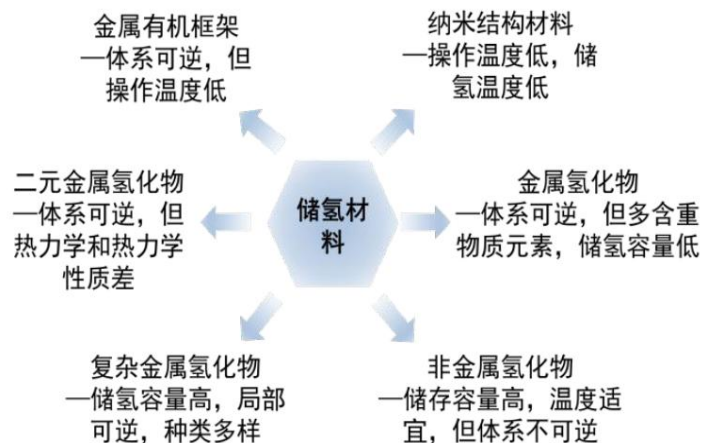 金属有机框架
—体系可逆，但
操作温度低
纳米结构材料
—操作温度低，储
氢温度低
二元金属氢化物
—体系可逆，但
热力学和热力学
性质差
储氢材
料
金属氢化物
—体系可逆，但多含重
物质元素，储氢容量低
复杂金属氢化物
—储氢容量高，局部
可逆，种类多样
非金属氢化物
—储存容量高，温度适
宜，但体系不可逆